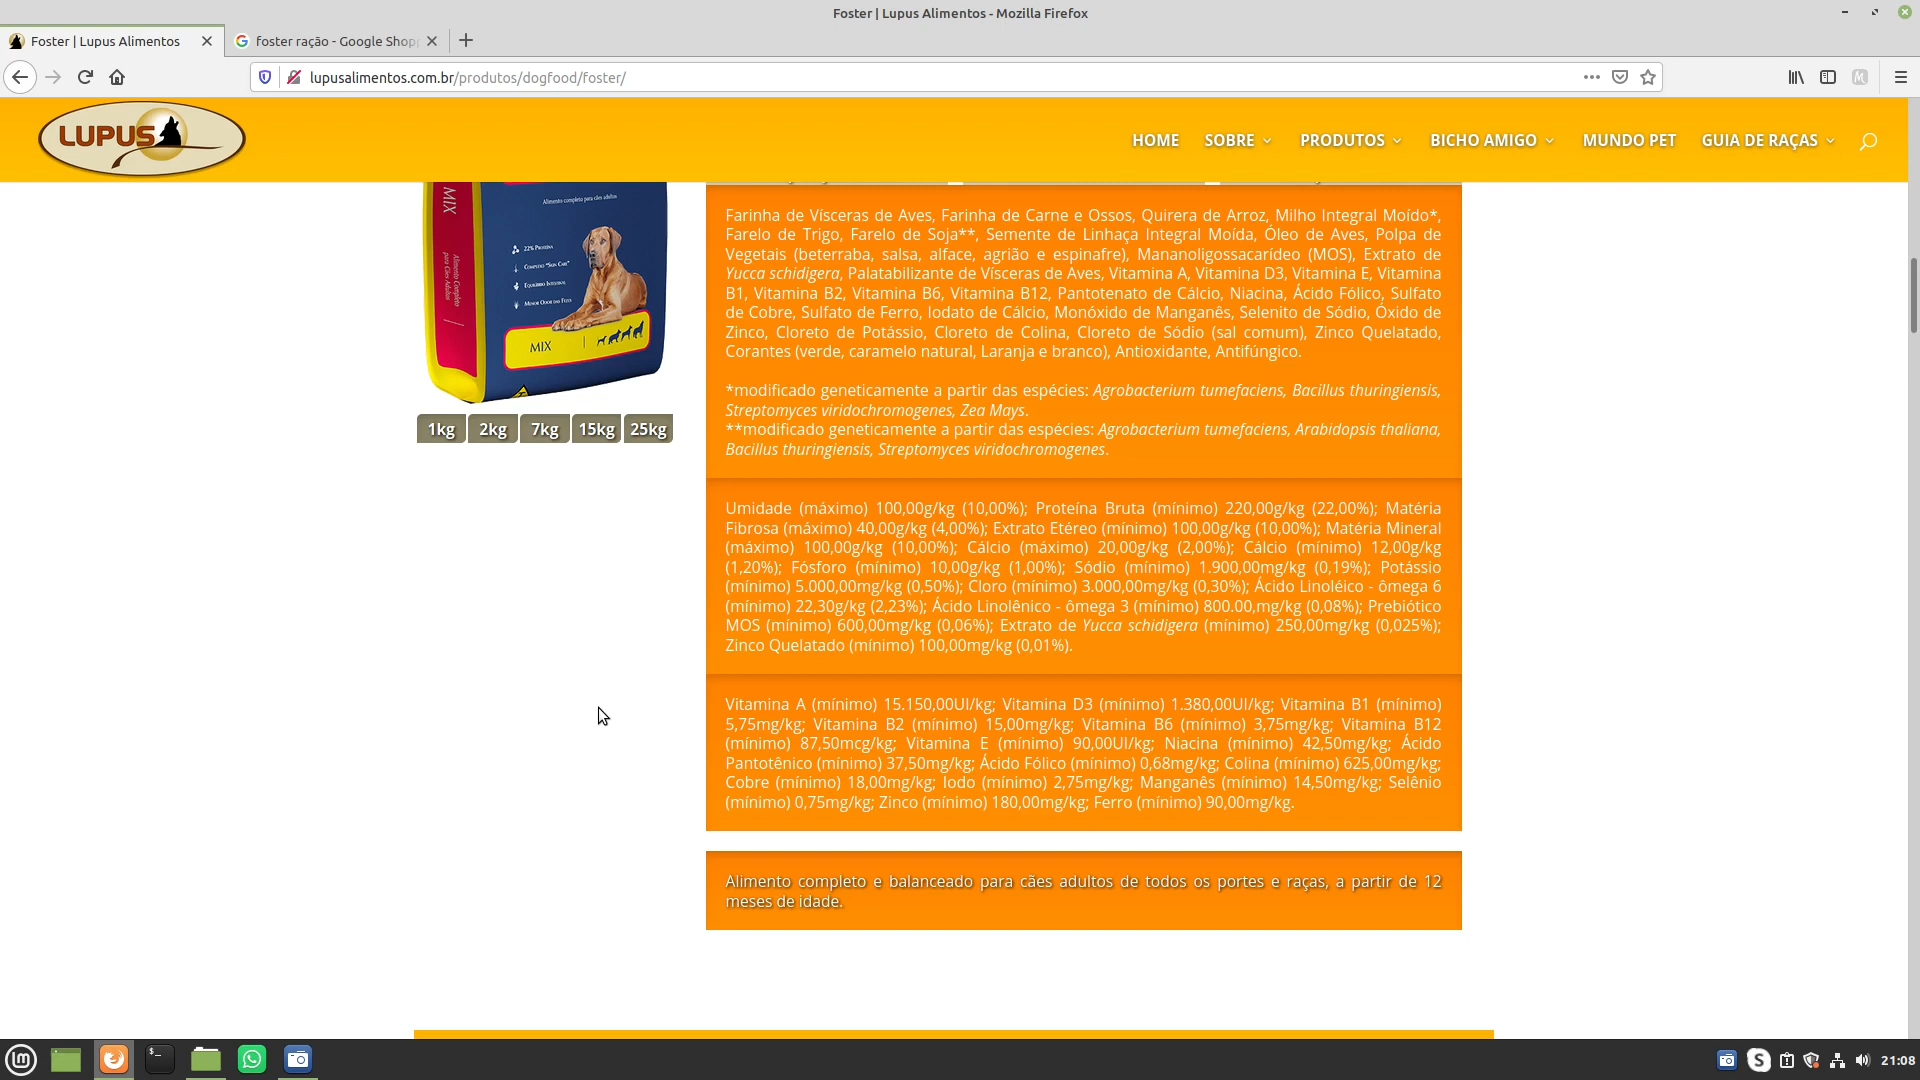 Foster | Lupus Alimentos - Mozilla Firefox
Foster | Lupus Alimentos
foster ração - Google Shop
lupusalimentos.com.br/produtos/dogfood/foster/
LUPUS
HOME SOBRE PRODUTOS BICHO AMIGO MUNDO PET GUIA DE RAÇAS
MIX
Alimento completo para cães adultos
22% Proteína
Complexo "Skin Care"
Equilíbrio Intestinal
Menor Odor das Fezes
Alimento Completo
para Cães Adultos
MIX
1kg 2kg 7kg 15kg 25kg
Farinha de Vísceras de Aves, Farinha de Carne e Ossos, Quirera de Arroz, Milho Integral Moído*,
Farelo de Trigo, Farelo de Soja**, Semente de Linhaça Integral Moída, Óleo de Aves, Polpa de
Vegetais (beterraba, salsa, alface, agrião e espinafre), Mananoligossacarídeo (MOS), Extrato de
Yucca schidigera, Palatabilizante de Vísceras de Aves, Vitamina A, Vitamina D3, Vitamina E, Vitamina
B1, Vitamina B2, Vitamina B6, Vitamina B12, Pantotenato de Cálcio, Niacina, Ácido Fólico, Sulfato
de Cobre, Sulfato de Ferro, Iodato de Cálcio, Monóxido de Manganês, Selenito de Sódio, Óxido de
Zinco, Cloreto de Potássio, Cloreto de Colina, Cloreto de Sódio (sal comum), Zinco Quelatado,
Corantes (verde, caramelo natural, Laranja e branco), Antioxidante, Antifúngico.
*modificado geneticamente a partir das espécies: Agrobacterium tumefaciens, Bacillus thuringiensis,
Streptomyces viridochromogenes, Zea Mays.
**modificado geneticamente a partir das espécies: Agrobacterium tumefaciens, Arabidopsis thaliana,
Bacillus thuringiensis, Streptomyces viridochromogenes.
Umidade (máximo) 100,00g/kg (10,00%); Proteína Bruta (mínimo) 220,00g/kg (22,00%); Matéria
Fibrosa (máximo) 40,00g/kg (4,00%); Extrato Etéreo (mínimo) 100,00g/kg (10,00%); Matéria Mineral
(máximo) 100,00g/kg (10,00%); Cálcio (máximo) 20,00g/kg (2,00%); Cálcio (mínimo) 12,00g/kg
(1,20%); Fósforo (mínimo) 10,00g/kg (1,00%); Sódio (mínimo) 1.900,00mg/kg (0,19%); Potássio
(mínimo) 5.000,00mg/kg (0,50%); Cloro (mínimo) 3.000,00mg/kg (0,30%); Ácido Linoléico - ômega 6
(mínimo) 22,30g/kg (2,23%); Ácido Linolênico - ômega 3 (mínimo) 800.00,mg/kg (0,08%); Prebiótico
MOS (mínimo) 600,00mg/kg (0,06%); Extrato de Yucca schidigera (mínimo) 250,00mg/kg (0,025%);
Zinco Quelatado (mínimo) 100,00mg/kg (0,01%).
Vitamina A (mínimo) 15.150,00UI/kg; Vitamina D3 (mínimo) 1.380,00UI/kg; Vitamina B1 (mínimo)
5,75mg/kg; Vitamina B2 (mínimo) 15,00mg/kg; Vitamina B6 (mínimo) 3,75mg/kg; Vitamina B12
(mínimo) 87,50mcg/kg; Vitamina E (mínimo) 90,00UI/kg; Niacina (mínimo) 42,50mg/kg; Ácido
Pantotênico (mínimo) 37,50mg/kg; Ácido Fólico (mínimo) 0,68mg/kg; Colina (mínimo) 625,00mg/kg;
Cobre (mínimo) 18,00mg/kg; Iodo (mínimo) 2,75mg/kg; Manganês (mínimo) 14,50mg/kg; Selênio
(mínimo) 0,75mg/kg; Zinco (mínimo) 180,00mg/kg; Ferro (mínimo) 90,00mg/kg.
Alimento completo e balanceado para cães adultos de todos os portes e raças, a partir de 12
meses de idade.
21:08